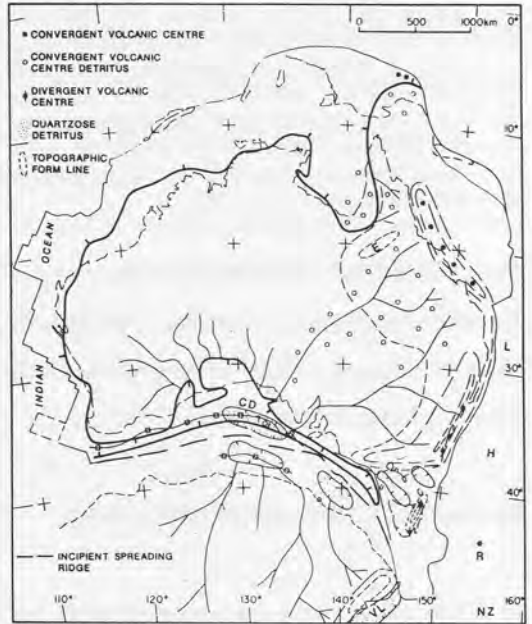 CONVERGENT VOLCANIC CENTRE
CONVERGENT VOLCANIC
CENTRE DETRITUS
DIVERGENT VOLCANIC
CENTRE
QUARTZOSE
DETRITUS
TOPOGRAPHIC
FORM LINE
0 500 1000km
10°
OCEAN
INDIAN
CD
L
30°
H
40°
R
INCIPIENT SPREADING
RIDGE
VL
NZ
110° 120° 130° 140° 150° 160°